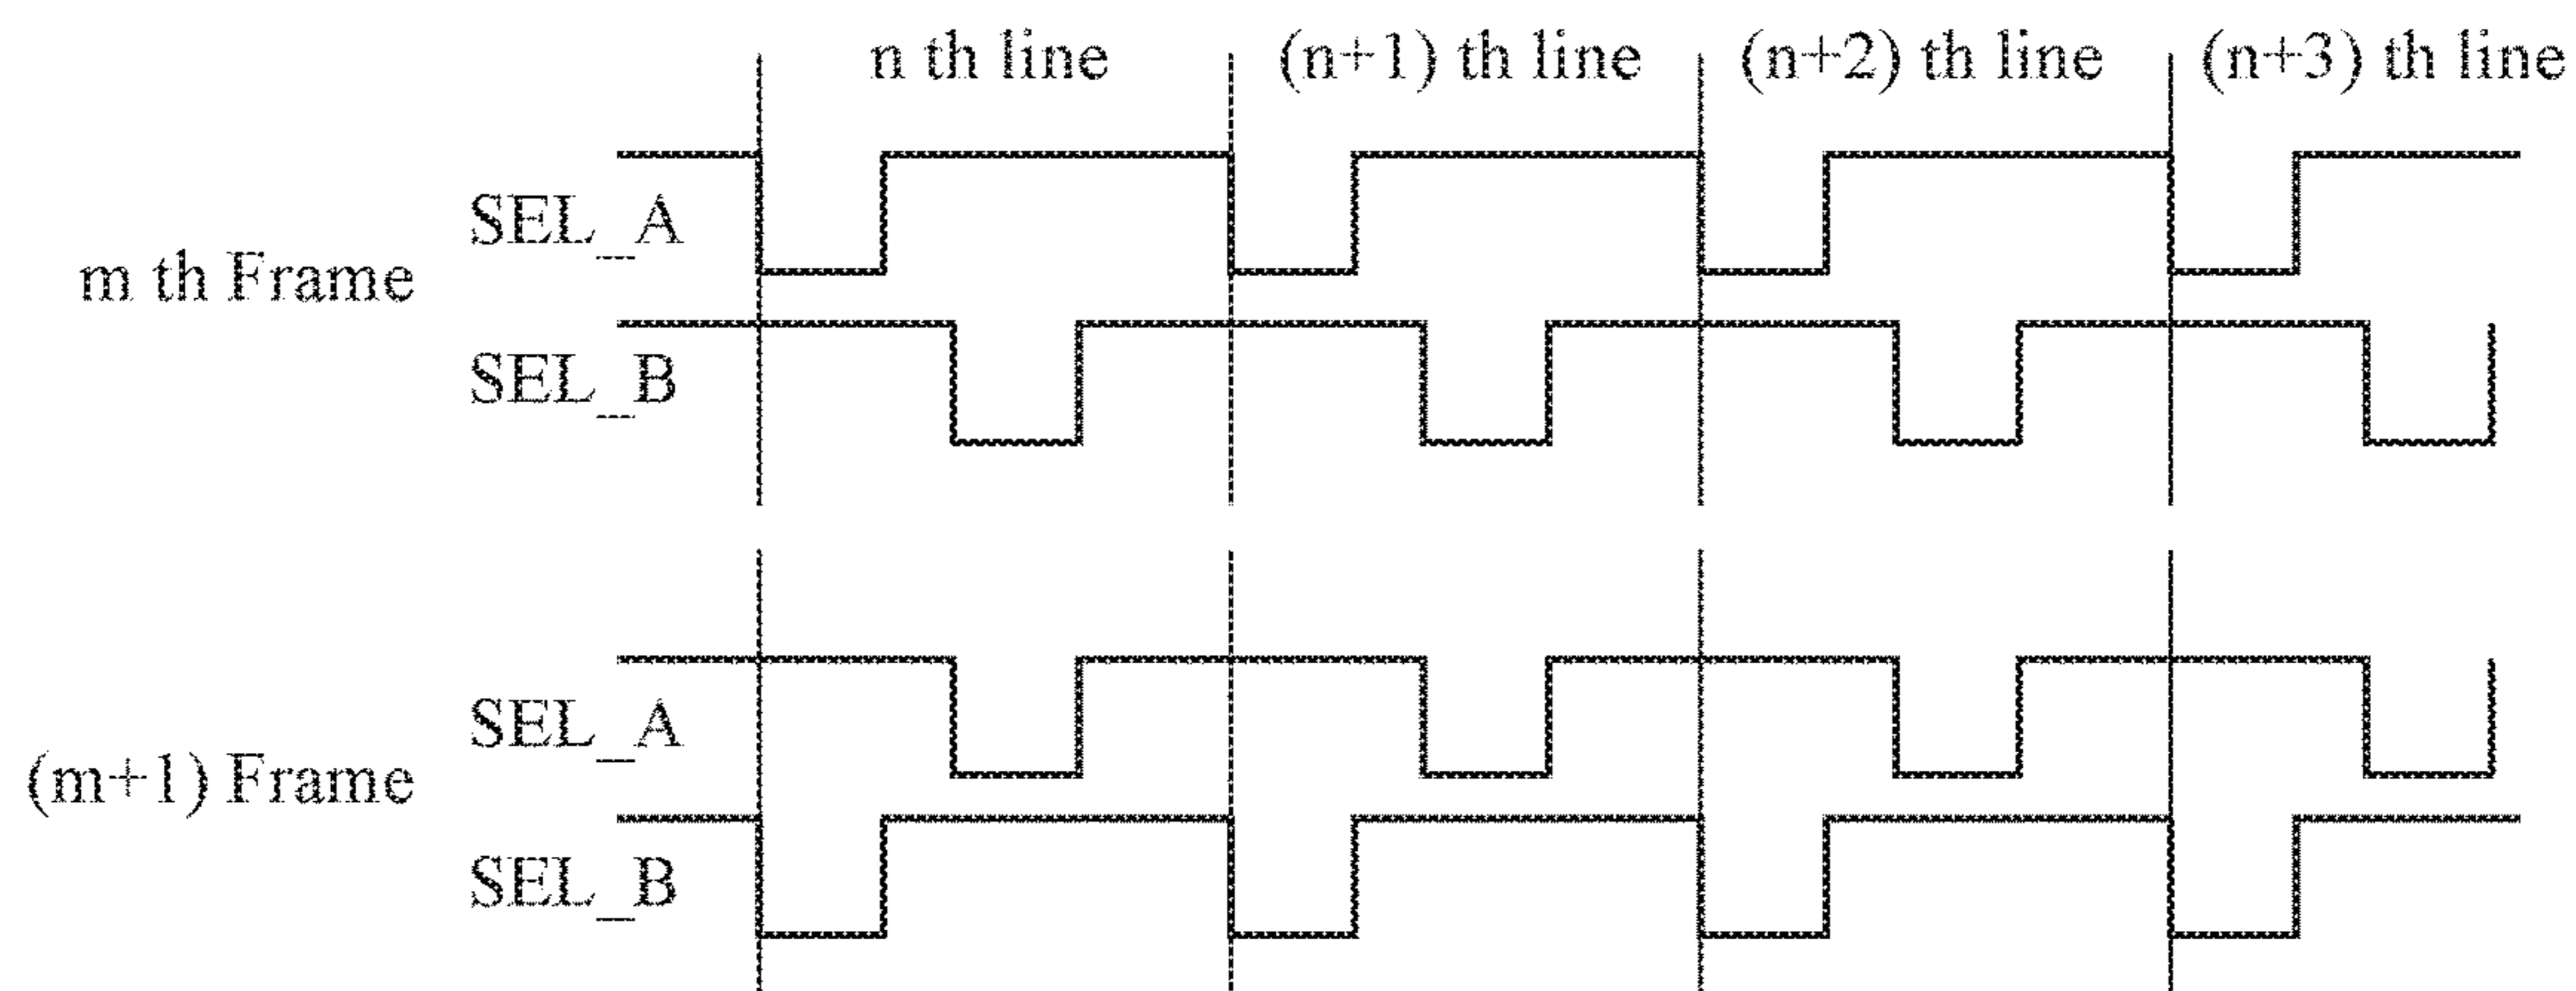 n th line
(n+1) th line
(n+2) th line
(n+3) th line
m th Frame
SEL_A
SEL_B
(m+1) Frame
SEL_A
SEL_B